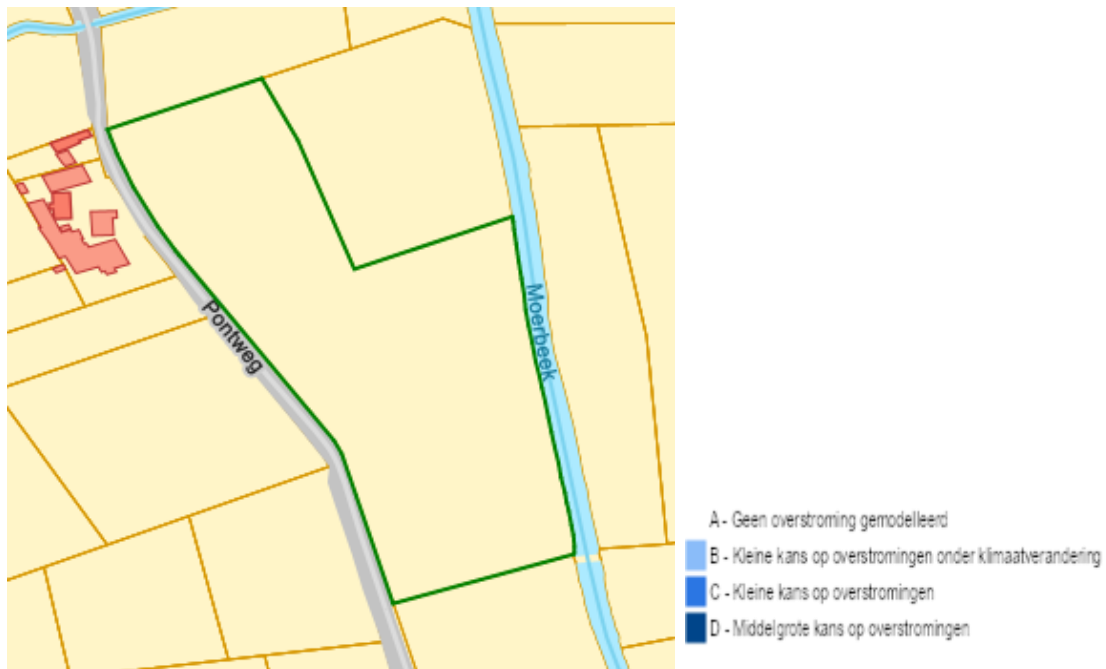 Pontweg
Moerbeek
A - Geen overstroming gemodelleerd
B - Kleine kans op overstromingen onder klimaatverandering
C - Kleine kans op overstromingen
D - Middelgrote kans op overstromingen